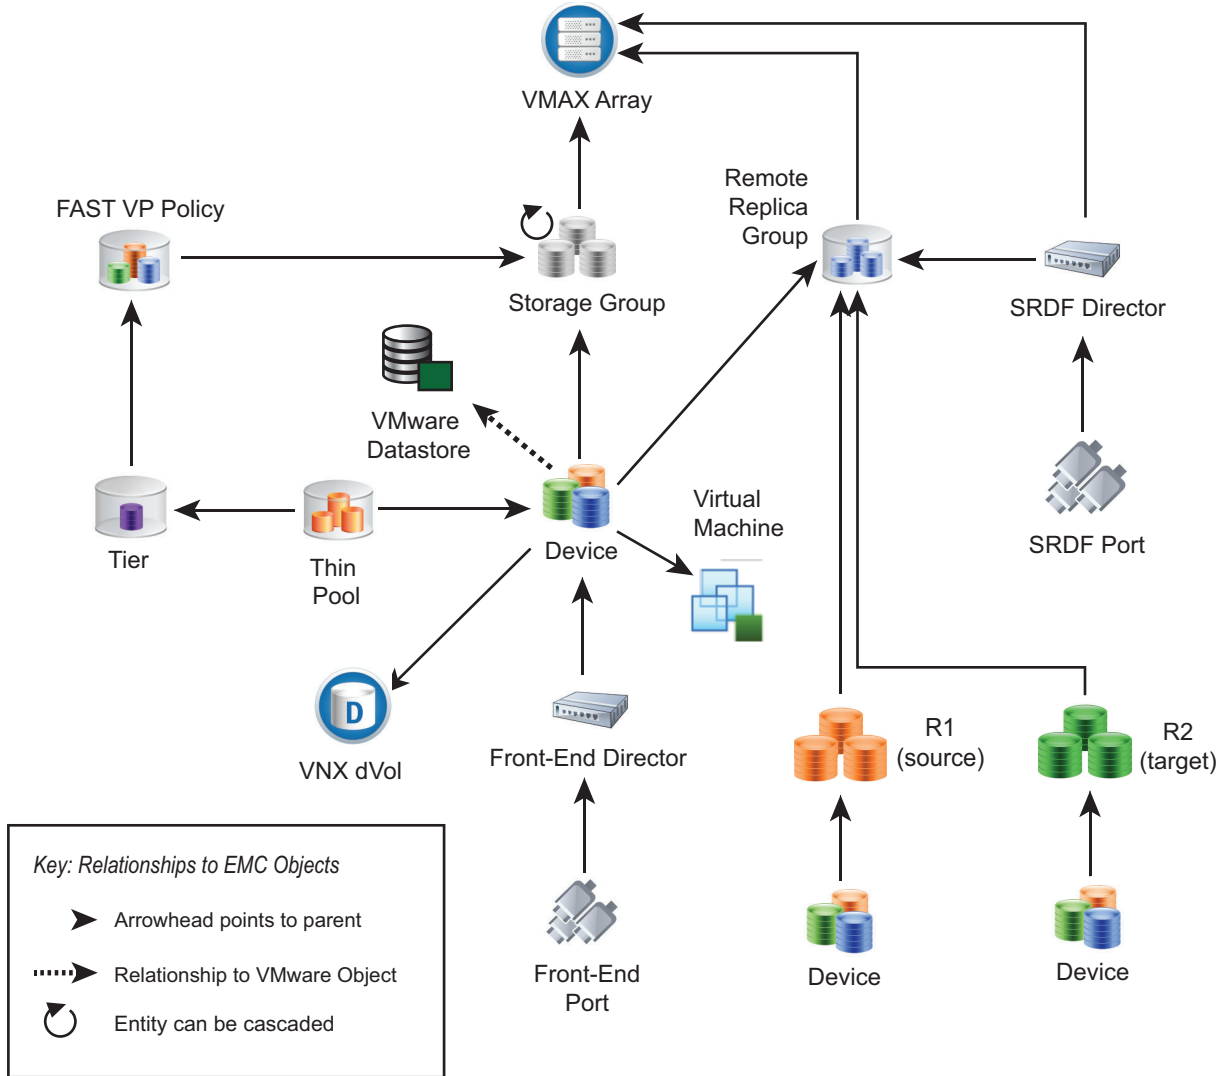 VMAX Array
Remote
Replica
Group
FAST VP Policy
Storage Group
SRDF Director
VMware
Datastore
Virtual
Machine
SRDF Port
Tier
Thin
Pool
Device
D
VNX dVol
Front-End Director
R1
(source)
R2
(target)
Front-End
Port
Device
Device
Key: Relationships to EMC Objects
Arrowhead points to parent
Relationship to VMware Object
Entity can be cascaded